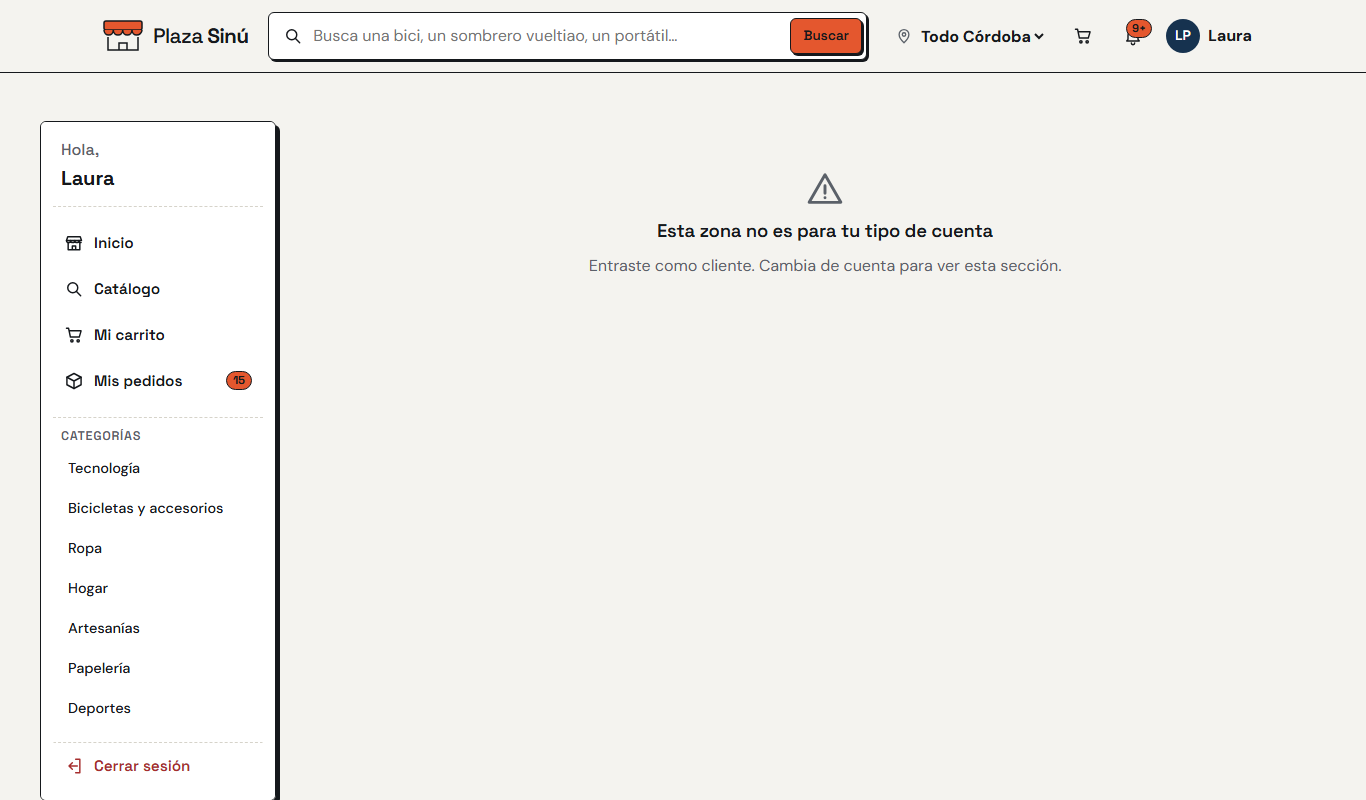 Plaza Sinú
Busca una bici, un sombrero vueltiao, un portátil...
Buscar
Todo Córdoba
9+
LP
Laura
Hola,
Laura
Inicio
Catálogo
Mi carrito
Mis pedidos
15
CATEGORÍAS
Tecnología
Bicicletas y accesorios
Ropa
Hogar
Artesanías
Papelería
Deportes
Cerrar sesión
Esta zona no es para tu tipo de cuenta
Entraste como cliente. Cambia de cuenta para ver esta sección.